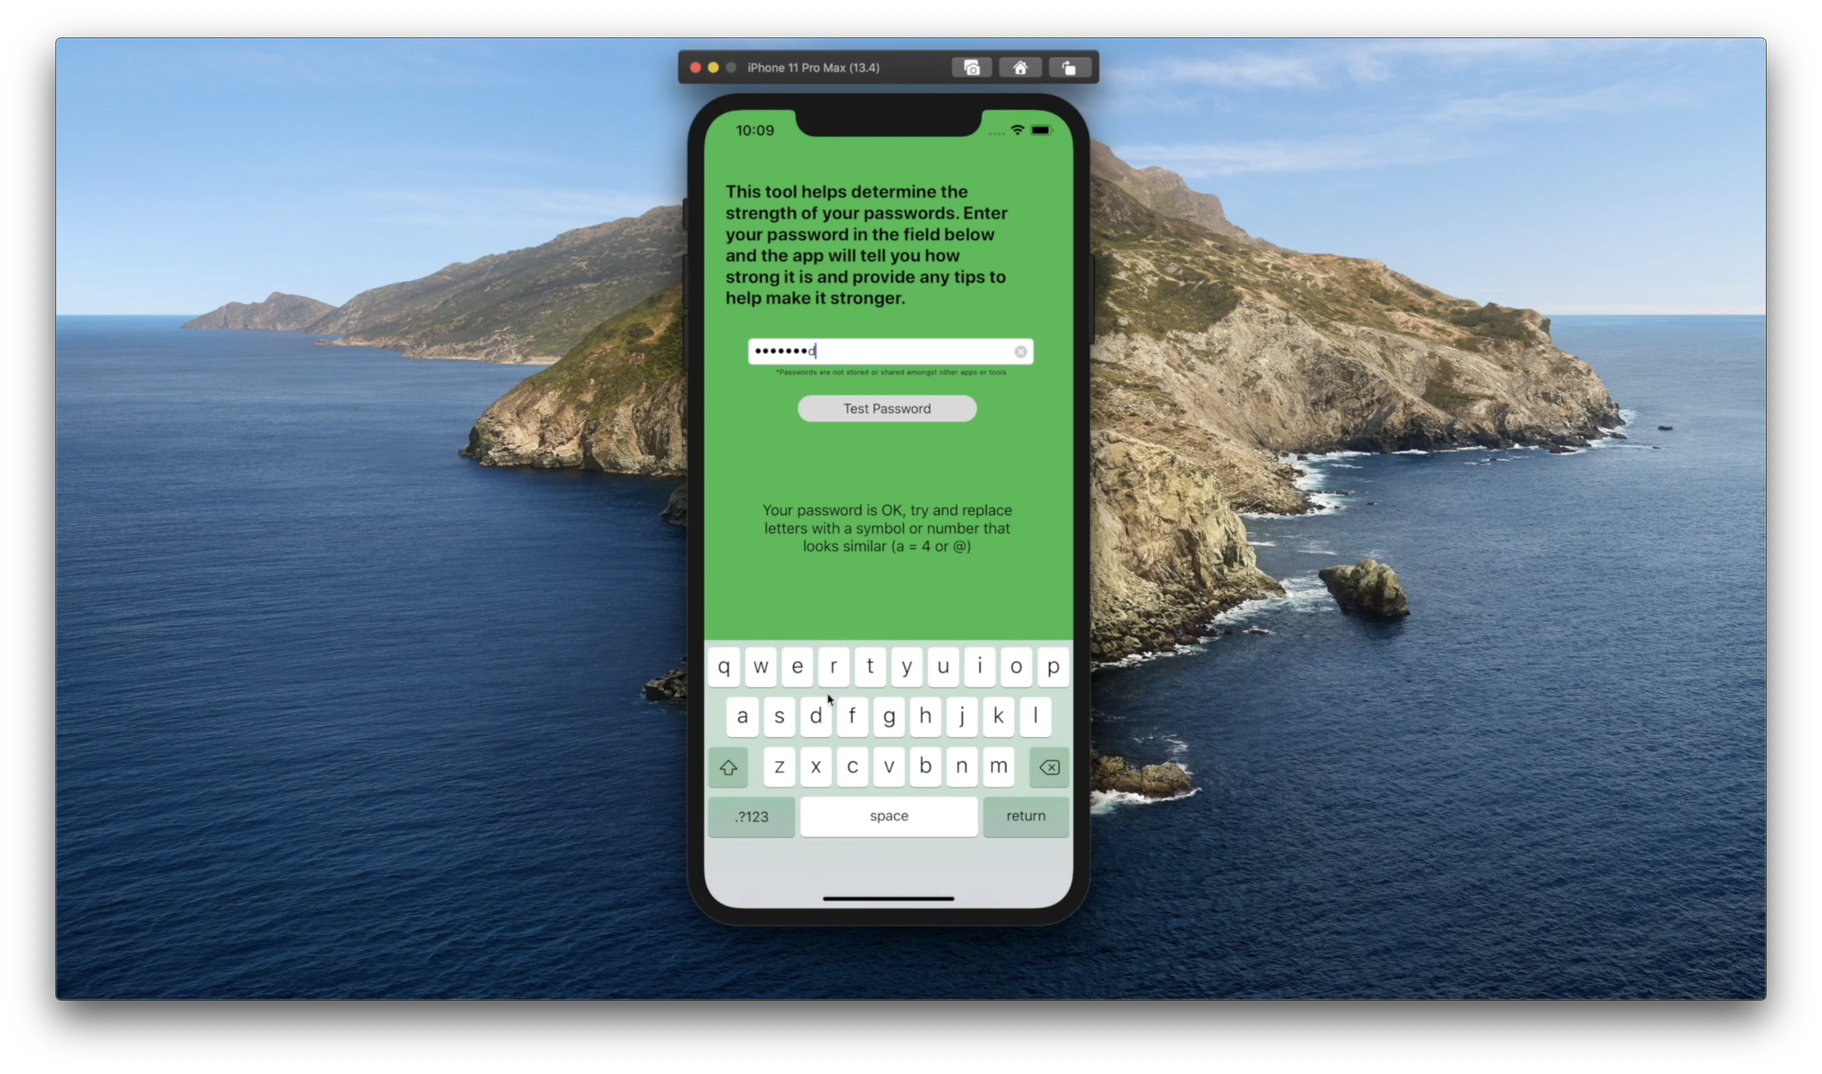 iPhone 11 Pro Max (13.4)
10:09
This tool helps determine the
strength of your passwords. Enter
your password in the field below
and the app will tell you how
strong it is and provide any tips to
help make it stronger.
•••••••d
*Passwords are not stored or shared amongst other apps or tools
Test Password
Your password is OK, try and replace
letters with a symbol or number that
looks similar (a = 4 or @)
q w e r t y u i o p
a s d f g h j k l
z x c v b n m
.?123 space return